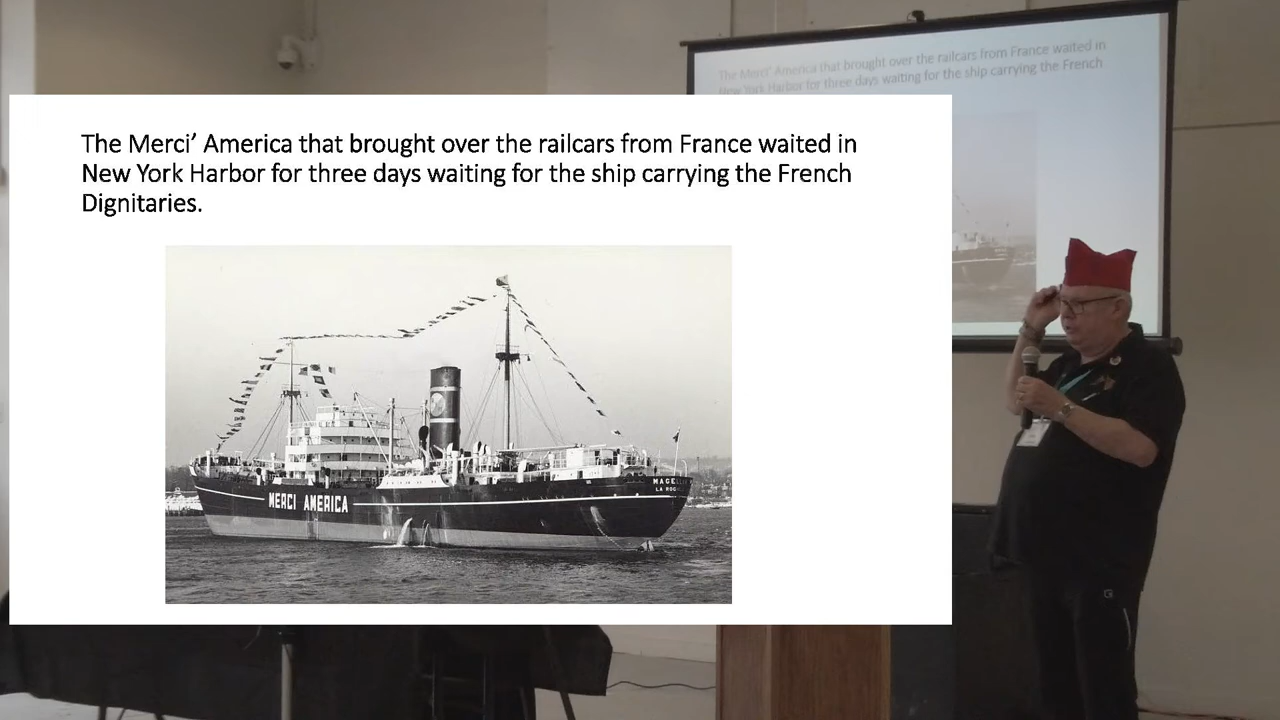 The Merci’ America that brought over the railcars from France waited in
New York Harbor for three days waiting for the ship carrying the French
The Merci’ America that brought over the railcars from France waited in
New York Harbor for three days waiting for the ship carrying the French
Dignitaries.
MERCI AMERICA
LA